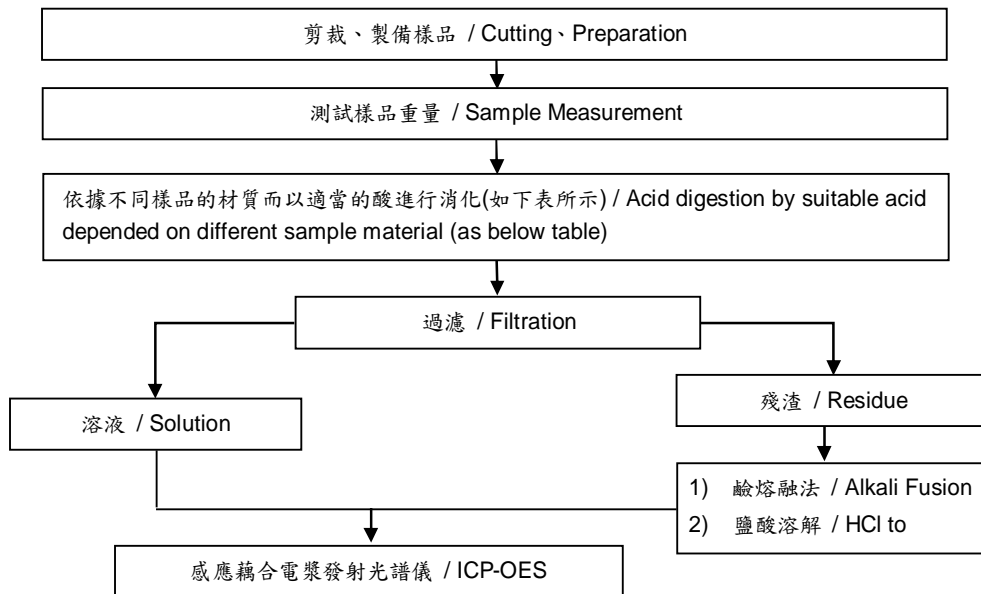 剪裁、製備樣品 / Cutting、Preparation
測試樣品重量 / Sample Measurement
依據不同樣品的材質而以適當的酸進行消化(如下表所示) / Acid digestion by suitable acid
depended on different sample material (as below table)
過濾 / Filtration
溶液 / Solution
殘渣 / Residue
1) 鹼熔融法 / Alkali Fusion
2) 鹽酸溶解 / HCl to
感應藕合電漿發射光譜儀 / ICP-OES